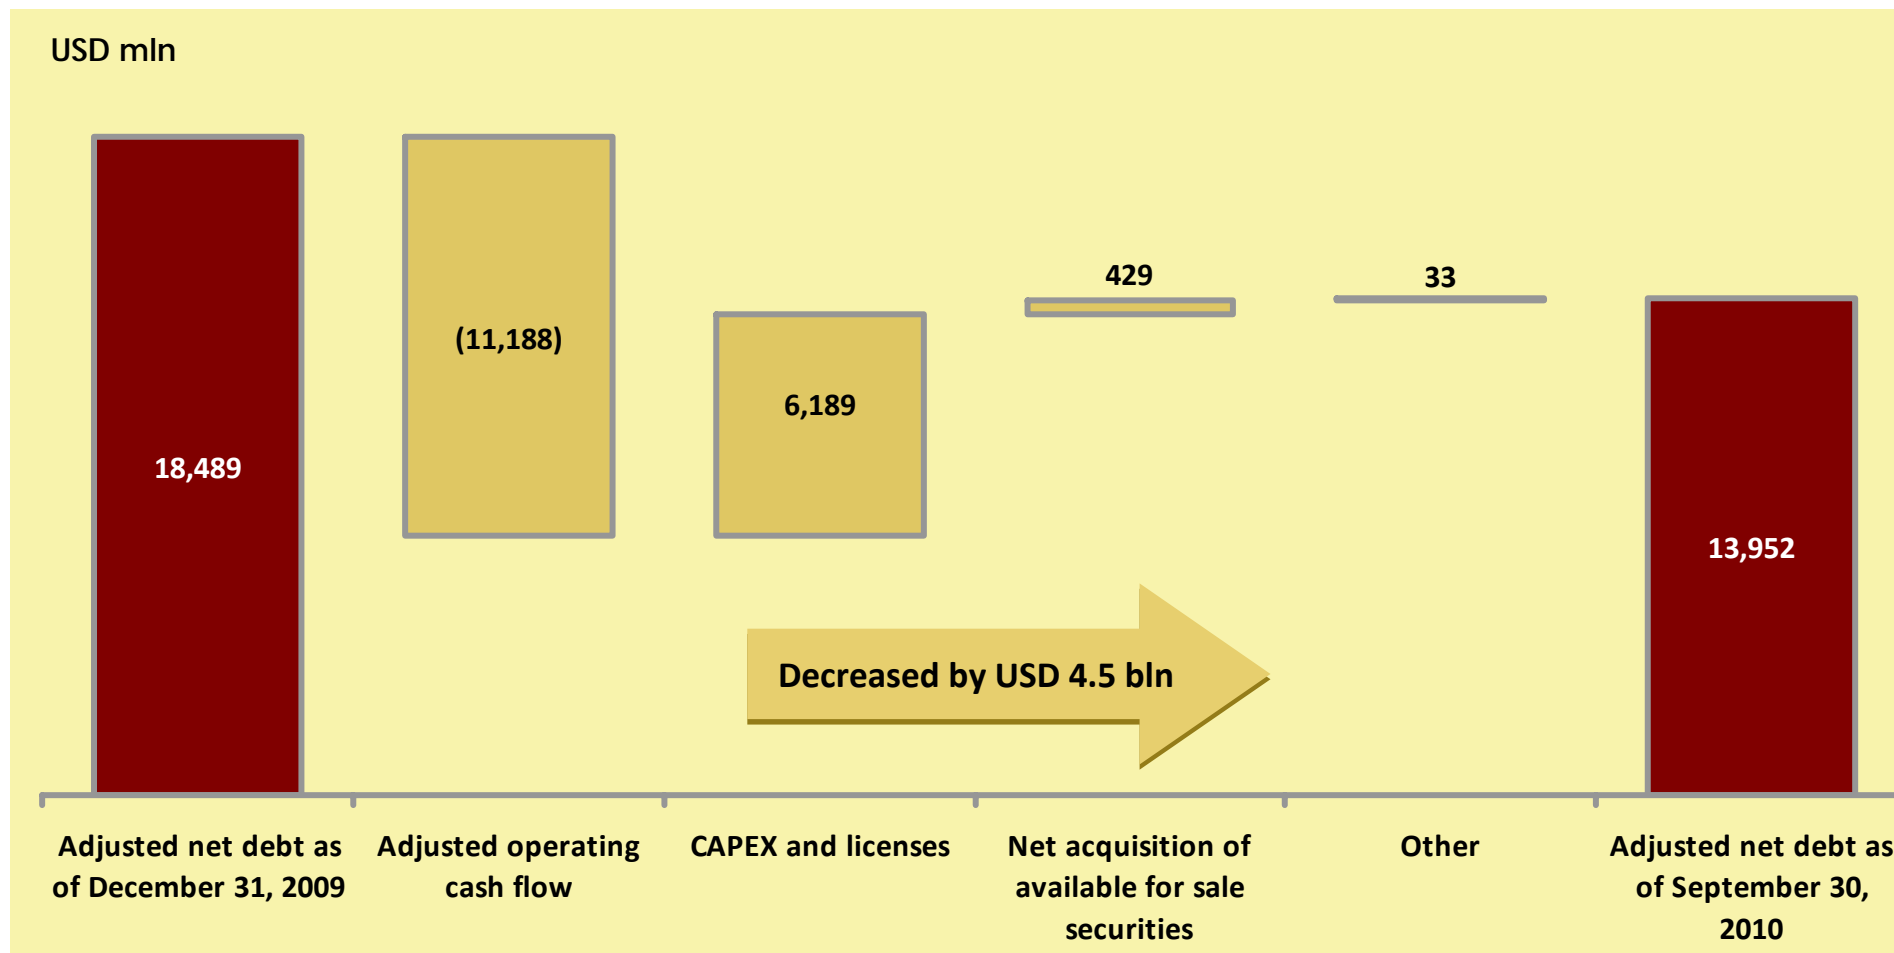 USD mln
429
33
(11,188)
6,189
18,489
13,952
Decreased by USD 4.5 bln
Adjusted net debt as
of December 31, 2009
Adjusted operating
cash flow
CAPEX and licenses
Net acquisition of
available for sale
securities
Other
Adjusted net debt as
of September 30,
2010